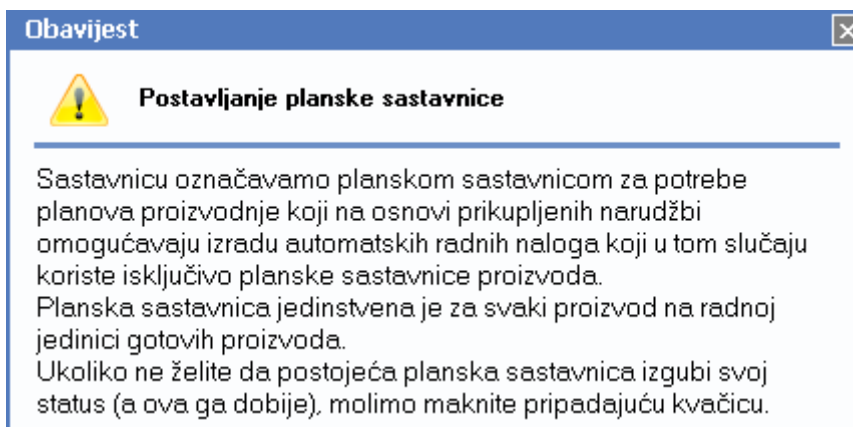 Obavijest
Postavljanje planske sastavnice
Sastavnicu označavamo planskom sastavnicom za potrebe
planova proizvodnje koji na osnovi prikupljenih narudžbi
omogućavaju izradu automatskih radnih naloga koji u tom slučaju
koriste isključivo planske sastavnice proizvoda.
Planska sastavnica jedinstvena je za svaki proizvod na radnoj
jedinici gotovih proizvoda.
Ukoliko ne želite da postojeća planska sastavnica izgubi svoj
status (a ova ga dobije), molimo maknite pripadajuću kvačicu.